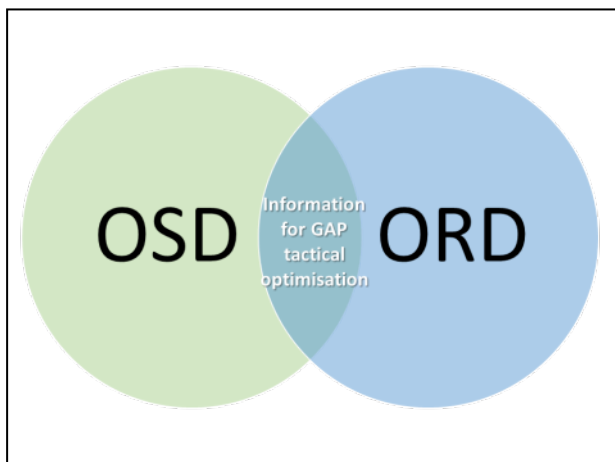 OSD
Information
for GAP
tactical
optimisation
ORD